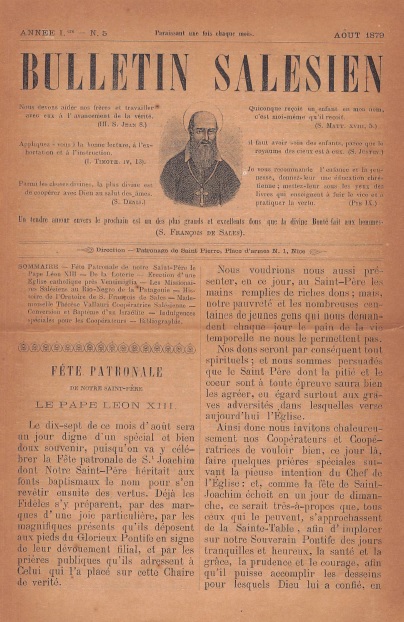 ANNÉE I.re — N. 5
Paraissant une fois chaque mois.
AOÛT 1879
BULLETIN SALESIEN
Nous devons aider nos frères et travailler
avec eux à l'avancement de la vérité.
(III. S. JEAN 8.)
Appliquez-vous à la bonne lecture, à l'ex-
hortation et à l'instruction.
(I. TIMOTH. IV, 13).
Parmi les choses divines, la plus divine est
de coopérer avec Dieu au salut des âmes.
(S. DENIS.)
Quiconque reçoit un enfant en mon nom,
c'est moi-même qu'il reçoit.
(S. MATT. XVIII, 5.)
Il faut avoir soin des enfants, parce que le
royaume des cieux est à eux.
Je vous recommande l'enfance et la jeu-
nesse, donnez-leur une éducation chré-
tienne; mettez-leur sous les yeux des
livres qui enseignent à fuir le vice et à
pratiquer la vertu.
(PIE IX.)
Un tendre amour envers le prochain est un des plus grands et excellents dons que la divine Bonté fait aux hommes
(S. FRANÇOIS DE SALES).
Direction — Patronage de Saint Pierre, Place d'armes N. 1, Nice
SOMMAIRE — Fête Patronale de notre Saint-Père le
Pape Léon XIII — De la Loterie — Erection d'une
Eglise catholique près Vintimiglia — Les Missionnai-
res Salésiens au Rio-Negro de la Patagonie — His-
toire de l'Oratoire de S. François de Sales — Made-
moiselle Thérèse Vallauri Coopératrice Salésienne —
Conversion et Baptême d'un Israélite — Indulgences
spéciales pour les Coopérateurs — Bibliographie.
FÊTE PATRONALE
DE NOTRE SAINT-PÈRE
LE PAPE LEON XIII.
Le dix-sept de ce mois d'août sera
un jour digne d'un spécial et bien
doux souvenir, puisqu'on va y célé-
brer la Fête patronale de S.t Joachim
dont Notre Saint-Père héritait aux
fonts baptismaux le nom pour s'en
revêtir ensuite des vertus. Déjà les
Fidèles s'y préparent, par des mar-
ques d'une joie particulière, par les
magnifiques présents qu'ils déposent
aux pieds du Glorieux Pontife en signe
de leur dévouement filial, et par les
prières publiques qu'ils adressent à
Celui qui l'a placé sur cette Chaire
de vérité.
Nous voudrions nous aussi pré-
senter, en ce jour, au Saint-Père les
mains remplies de riches dons; mais
notre pauvreté et les nombreuses cen-
taines de jeunes gens qui nous deman-
dent chaque jour le pain de la vie
temporelle ne nous le permettent pas.
Nos dons seront par conséquent tout
spirituels; et nous sommes persuadés
que le Saint Père dont la pitié et le
coeur sont à toute épreuve saura bien
les agréer, eu égard surtout aux gra-
ves adversités dans lesquelles verse
aujourd'hui l'Eglise.
Ainsi donc nous invitons chaleureu-
sement nos Coopérateurs et Coopé-
ratrices de vouloir bien, ce jour là,
faire quelques prières spéciales sui-
vant la pieuse intention du Chef de
l'Eglise: et, comme la fête de Saint-
Joachim échoit en un jour de diman-
che, ce serait très-à-propos que, tous
ceux qui le peuvent, s'approchassent
de la Sainte-Table, afin d'implorer
sur notre Souverain Pontife des jours
tranquilles et heureux, la santé et la
grâce, la prudence et le courage, afin
qu'il puisse accomplir les desseins
pour lesquels Dieu lui a confié, en